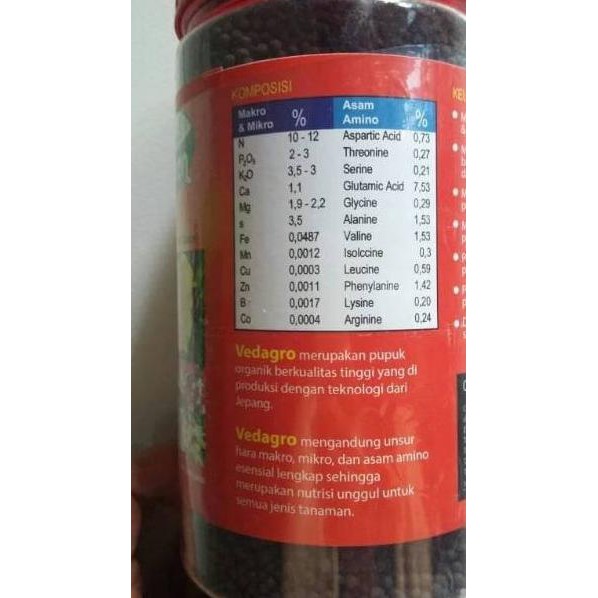 KOMPOSISI
Makro & Mikro % Asam Amino %
N 10 - 12 Aspartic Acid 0,73
P₂O₅ 2 - 3 Threonine 0,27
K₂O 3,5 - 3 Serine 0,21
Ca 1,1 Glutamic Acid 7,53
Mg 1,9 - 2,2 Glycine 0,29
s 3,5 Alanine 1,53
Fe 0,0487 Valine 1,53
Mn 0,0012 Isolccine 0,3
Cu 0,0003 Leucine 0,59
Zn 0,0011 Phenylanine 1,42
B 0,0017 Lysine 0,20
Co 0,0004 Arginine 0,24
Vedagro merupakan pupuk
organik berkualitas tinggi yang di
produksi dengan teknologi dari
Jepang.
Vedagro mengandung unsur
hara makro, mikro, dan asam amino
esensial lengkap sehingga
merupakan nutrisi unggul untuk
semua jenis tanaman.